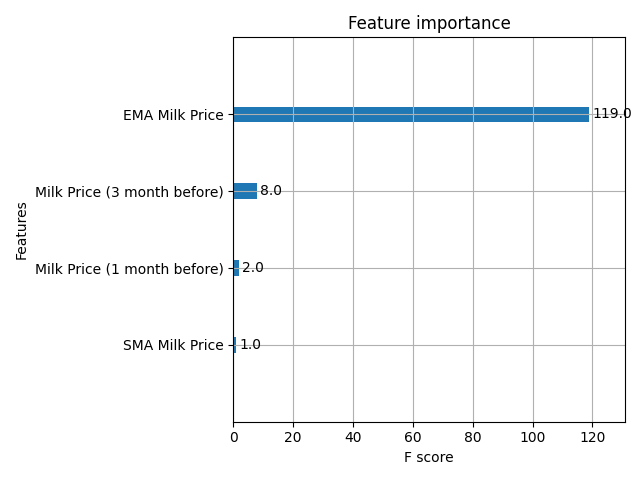 Feature importance
EMA Milk Price
119.0
Milk Price (3 month before)
8.0
Milk Price (1 month before)
2.0
SMA Milk Price
1.0
Features
0 20 40 60 80 100 120
F score